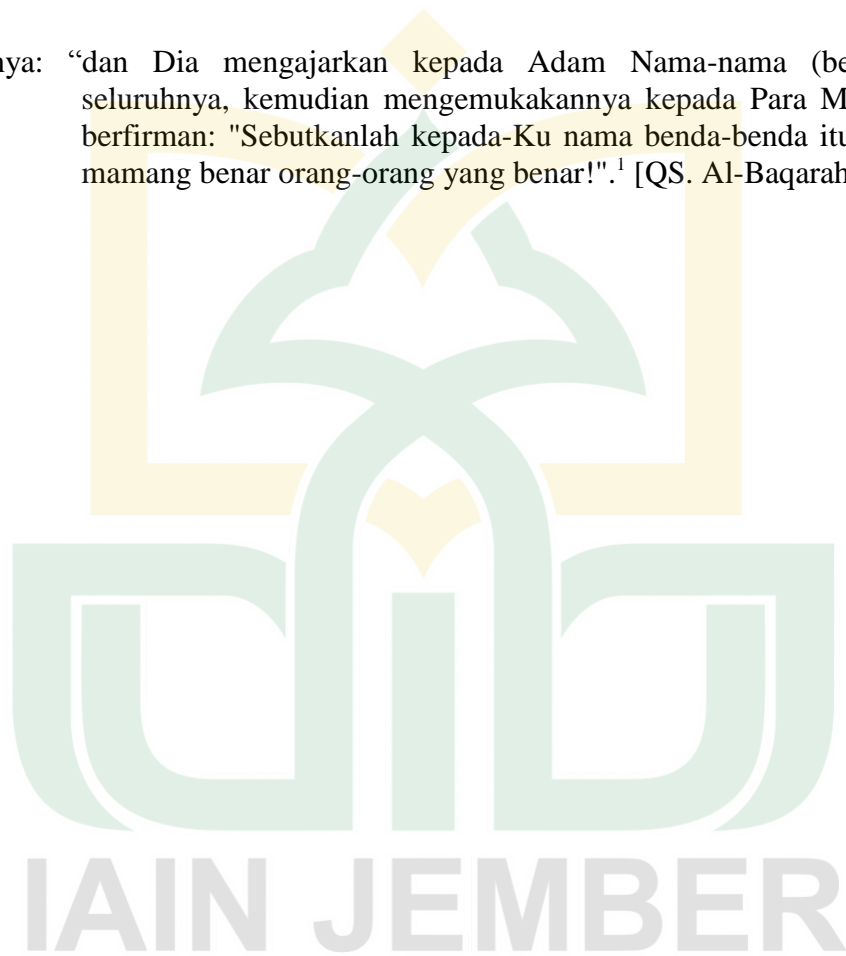 nya: “dan Dia mengajarkan kepada Adam Nama-nama (be
seluruhnya, kemudian mengemukakannya kepada Para M
berfirman: "Sebutkanlah kepada-Ku nama benda-benda itu
mamang benar orang-orang yang benar!".¹ [QS. Al-Baqarah
IAIN JEMBER